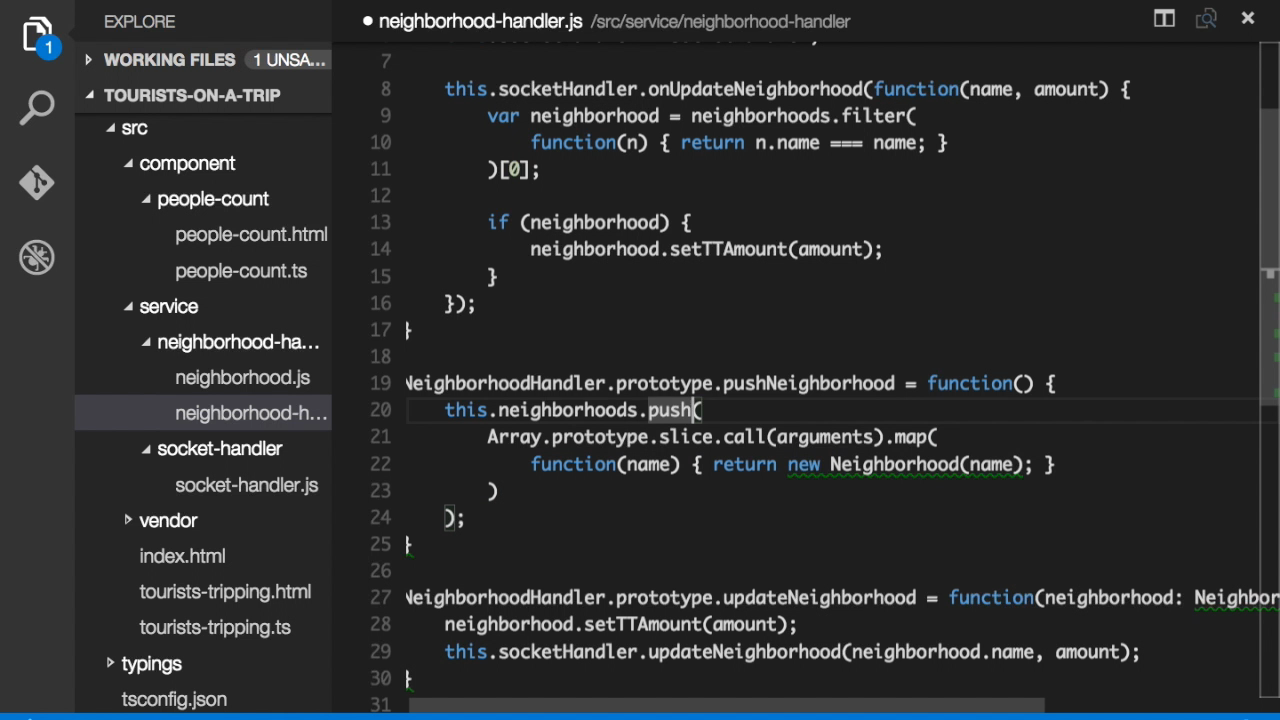 1
EXPLORE
WORKING FILES 1 UNSA...
TOURISTS-ON-A-TRIP
src
component
people-count
people-count.html
people-count.ts
service
neighborhood-ha...
neighborhood.js
neighborhood-h...
socket-handler
socket-handler.js
vendor
index.html
tourists-tripping.html
tourists-tripping.ts
typings
tsconfig.json
neighborhood-handler.js /src/service/neighborhood-handler
7
8 this.socketHandler.onUpdateNeighborhood(function(name, amount) {
9 var neighborhood = neighborhoods.filter(
10 function(n) { return n.name === name; }
11 )[0];
12
13 if (neighborhood) {
14 neighborhood.setTTAmount(amount);
15 }
16 });
17 }
18
19 NeighborhoodHandler.prototype.pushNeighborhood = function() {
20 this.neighborhoods.push(
21 Array.prototype.slice.call(arguments).map(
22 function(name) { return new Neighborhood(name); }
23 )
24 );
25 }
26
27 NeighborhoodHandler.prototype.updateNeighborhood = function(neighborhood: Neighbor
28 neighborhood.setTTAmount(amount);
29 this.socketHandler.updateNeighborhood(neighborhood.name, amount);
30 }
31